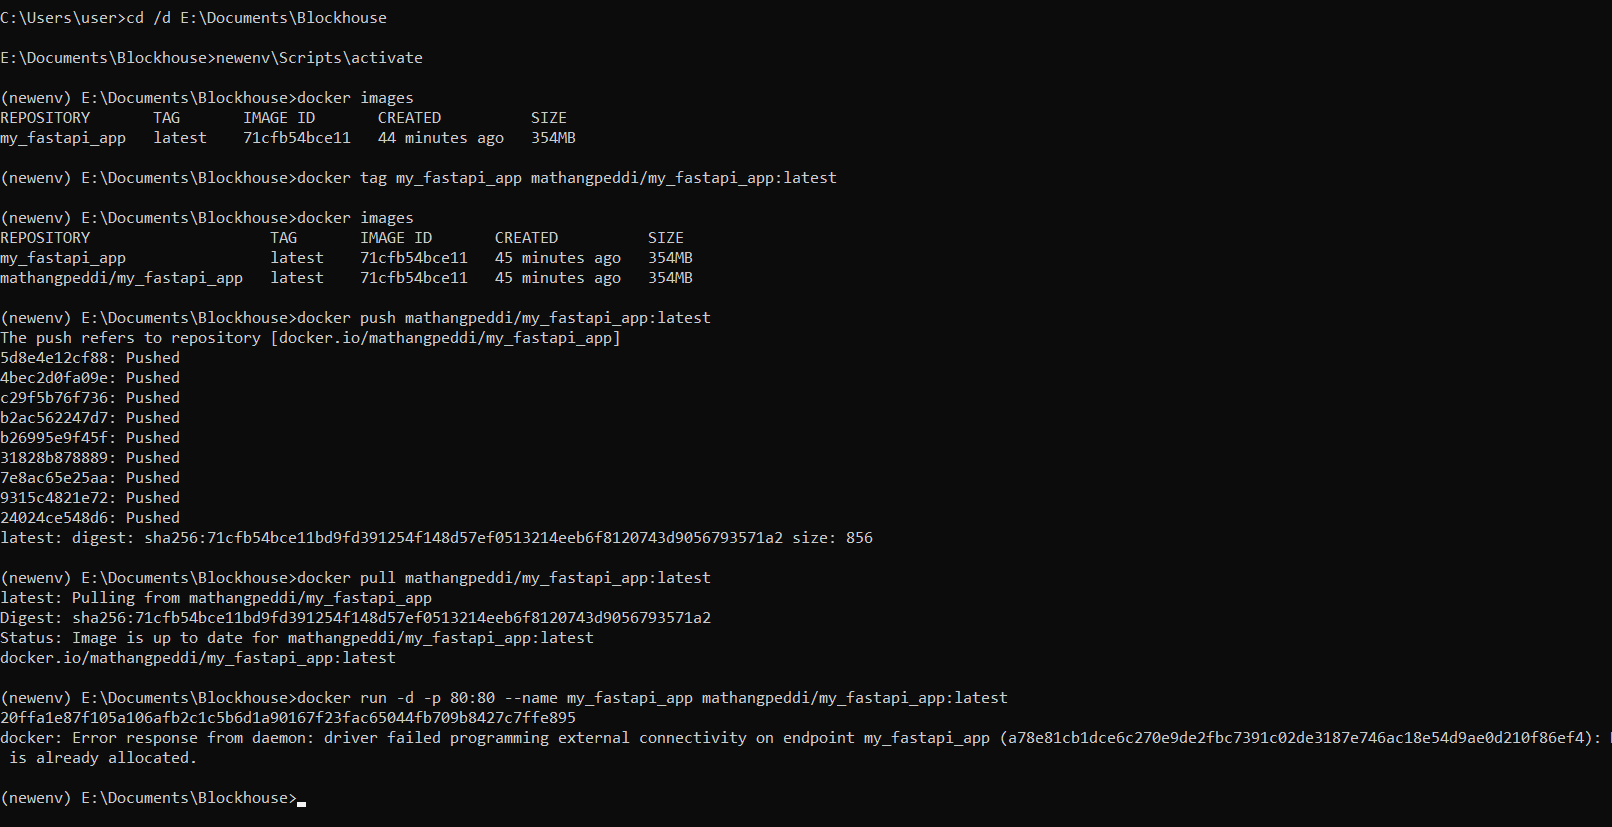 C:\Users\user>cd /d E:\Documents\Blockhouse
E:\Documents\Blockhouse>newenv\Scripts\activate
(newenv) E:\Documents\Blockhouse>docker images
REPOSITORY       TAG       IMAGE ID       CREATED          SIZE
my_fastapi_app   latest    71cfb54bce11   44 minutes ago   354MB
(newenv) E:\Documents\Blockhouse>docker tag my_fastapi_app mathangpeddi/my_fastapi_app:latest
(newenv) E:\Documents\Blockhouse>docker images
REPOSITORY                    TAG       IMAGE ID       CREATED          SIZE
my_fastapi_app                latest    71cfb54bce11   45 minutes ago   354MB
mathangpeddi/my_fastapi_app   latest    71cfb54bce11   45 minutes ago   354MB
(newenv) E:\Documents\Blockhouse>docker push mathangpeddi/my_fastapi_app:latest
The push refers to repository [docker.io/mathangpeddi/my_fastapi_app]
5d8e4e12cf88: Pushed
4bec2d0fa09e: Pushed
c29f5b76f736: Pushed
b2ac562247d7: Pushed
b26995e9f45f: Pushed
31828b878889: Pushed
7e8ac65e25aa: Pushed
9315c4821e72: Pushed
24024ce548d6: Pushed
latest: digest: sha256:71cfb54bce11bd9fd391254f148d57ef0513214eeb6f8120743d9056793571a2 size: 856
(newenv) E:\Documents\Blockhouse>docker pull mathangpeddi/my_fastapi_app:latest
latest: Pulling from mathangpeddi/my_fastapi_app
Digest: sha256:71cfb54bce11bd9fd391254f148d57ef0513214eeb6f8120743d9056793571a2
Status: Image is up to date for mathangpeddi/my_fastapi_app:latest
docker.io/mathangpeddi/my_fastapi_app:latest
(newenv) E:\Documents\Blockhouse>docker run -d -p 80:80 --name my_fastapi_app mathangpeddi/my_fastapi_app:latest
20ffa1e87f105a106afb2c1c5b6d1a90167f23fac65044fb709b8427c7ffe895
docker: Error response from daemon: driver failed programming external connectivity on endpoint my_fastapi_app (a78e81cb1dce6c270e9de2fbc7391c02de3187e746ac18e54d9ae0d210f86ef4):
is already allocated.
(newenv) E:\Documents\Blockhouse>